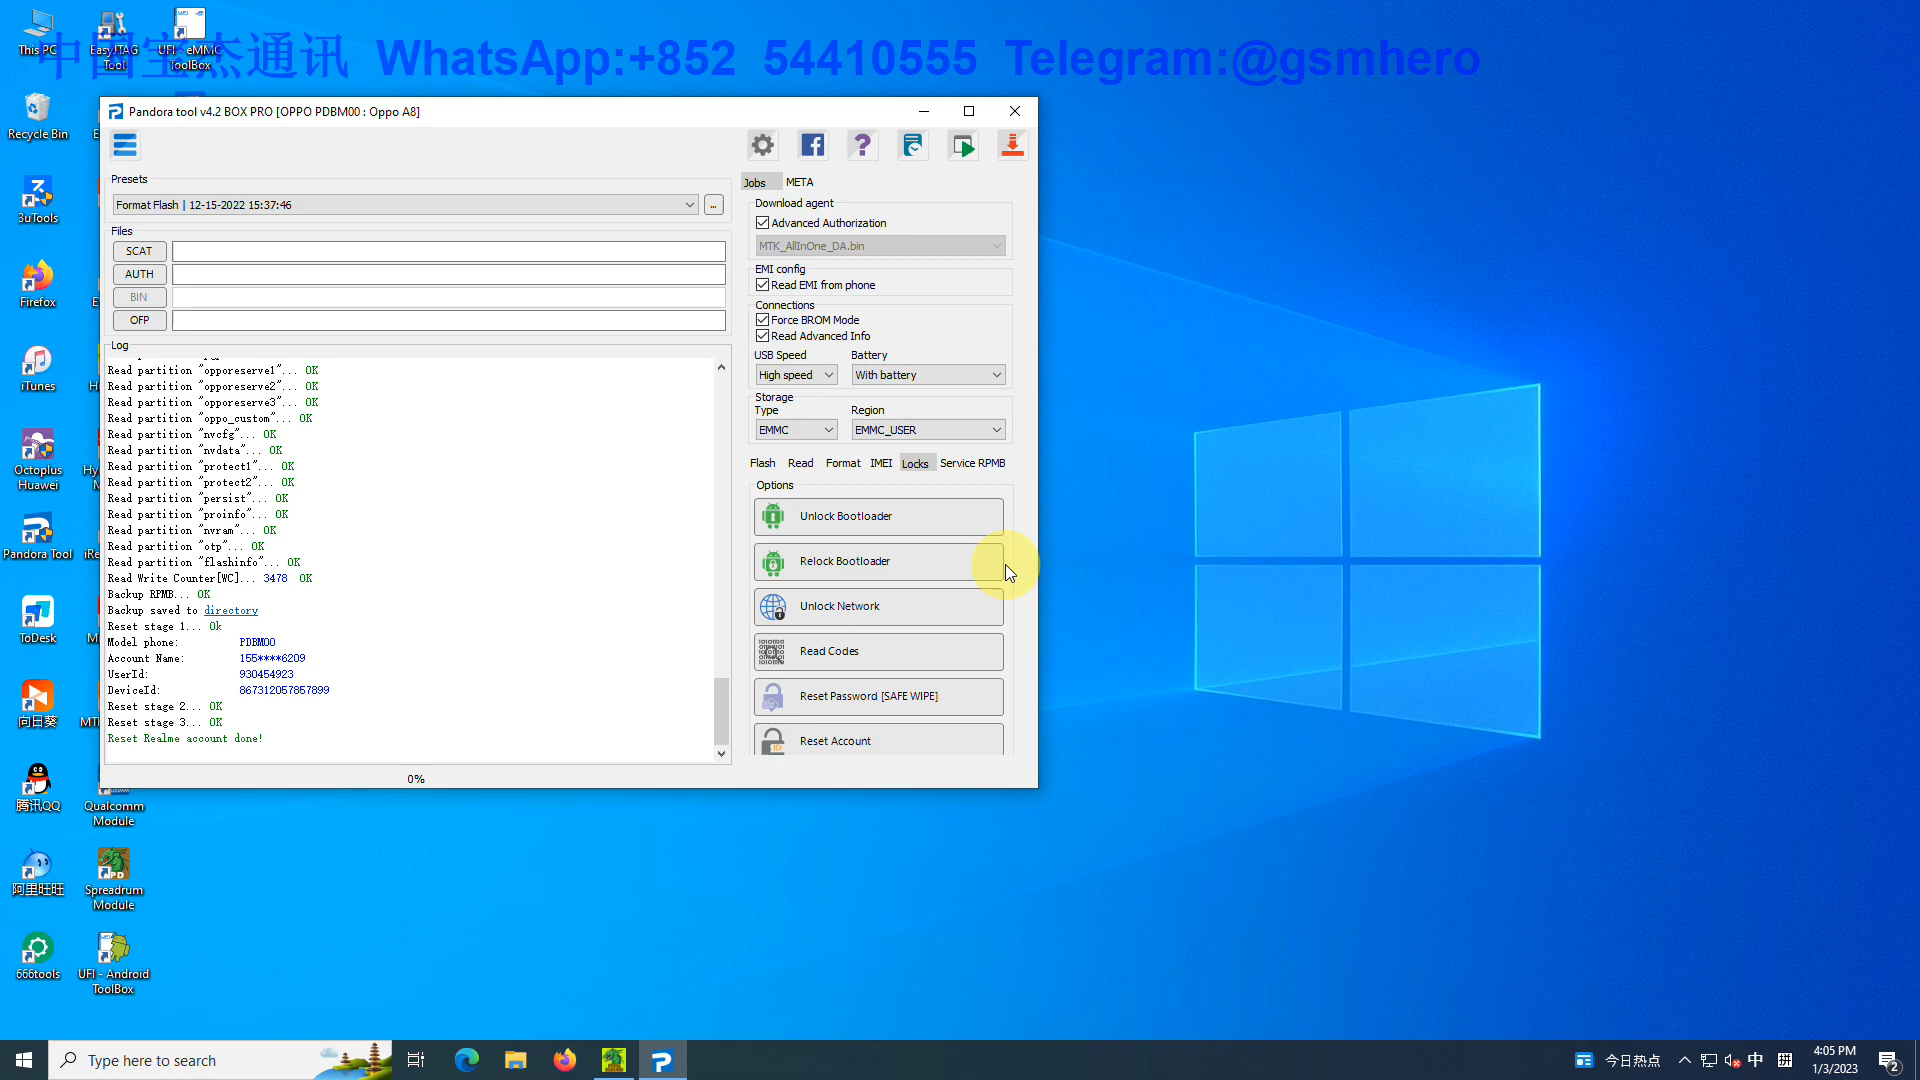 中国宝杰通讯 WhatsApp:+852 54410555 Telegram:@gsmhero
This PC
EasyJTAG Tool
UFI - eMMC ToolBox
Recycle Bin
3uTools
Firefox
iTunes
Octoplus Huawei
Pandora Tool
ToDesk
向日葵
腾讯QQ
Qualcomm Module
阿里旺旺
Spreadrum Module
666tools
UFI - Android ToolBox
Pandora tool v4.2 BOX PRO [OPPO PDBM00 : Oppo A8]
Presets
Format Flash | 12-15-2022 15:37:46
...
Files
SCAT
AUTH
BIN
OFP
Log
Read partition "opporeserve1"... OK
Read partition "opporeserve2"... OK
Read partition "opporeserve3"... OK
Read partition "oppo_custom"... OK
Read partition "nvcfg"... OK
Read partition "nvdata"... OK
Read partition "protect1"... OK
Read partition "protect2"... OK
Read partition "persist"... OK
Read partition "proinfo"... OK
Read partition "nvram"... OK
Read partition "otp"... OK
Read partition "flashinfo"... OK
Read Write Counter[WC]... 3478 OK
Backup RPMB... OK
Backup saved to directory
Reset stage 1... Ok
Model phone: PDBM00
Account Name: 155****6209
UserId: 930454923
DeviceId: 867312057857899
Reset stage 2... OK
Reset stage 3... OK
Reset Realme account done!
0%
Jobs META
Download agent
Advanced Authorization
MTK_AllInOne_DA.bin
EMI config
Read EMI from phone
Connections
Force BROM Mode
Read Advanced Info
USB Speed Battery
High speed With battery
Storage
Type Region
EMMC EMMC_USER
Flash Read Format IMEI Locks Service RPMB
Options
Unlock Bootloader
Relock Bootloader
Unlock Network
Read Codes
Reset Password [SAFE WIPE]
Reset Account
Type here to search
今日热点
中
拼
4:05 PM
1/3/2023
2